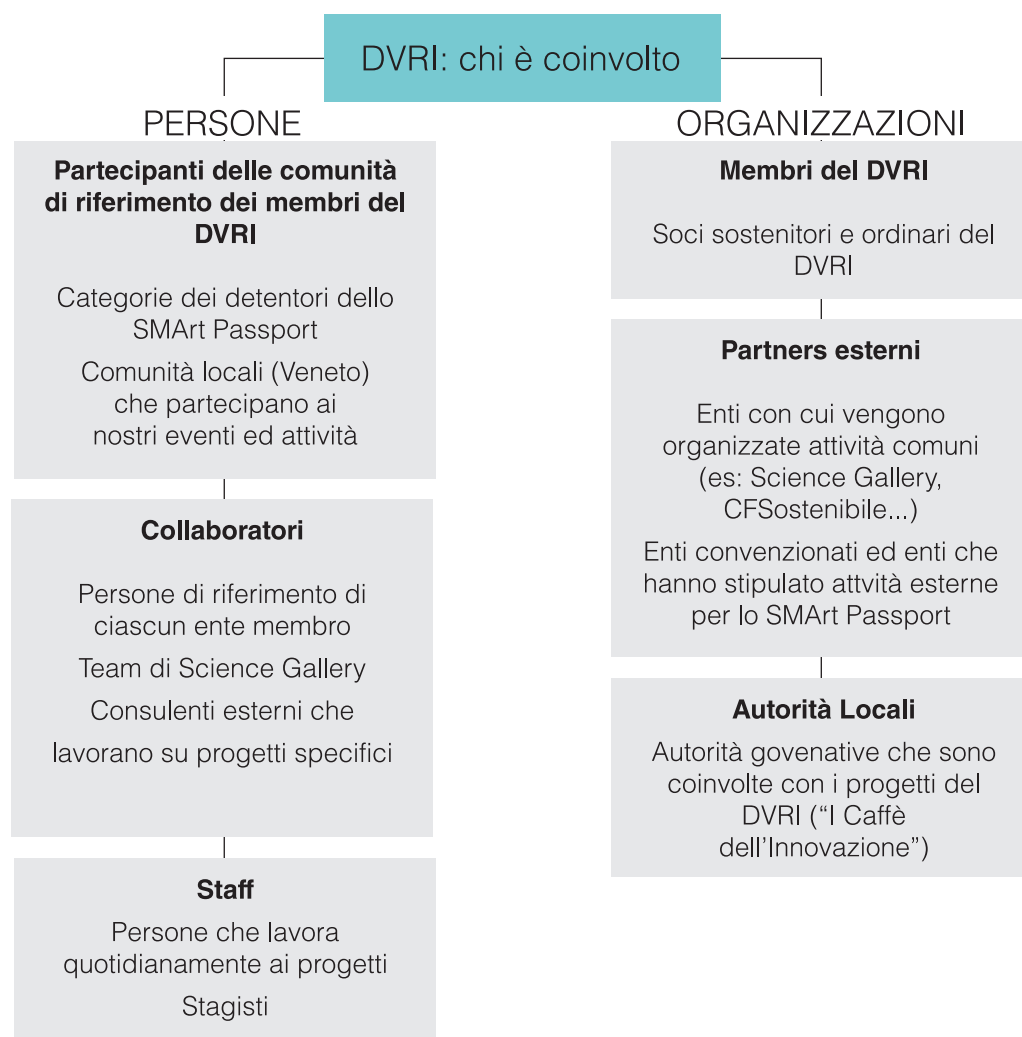 DVRI: chi è coinvolto
PERSONE
Partecipanti delle comunità
di riferimento dei membri del
DVRI
Categorie dei detentori dello
SMArt Passport
Comunità locali (Veneto)
che partecipano ai
nostri eventi ed attività
Collaboratori
Persone di riferimento di
ciascun ente membro
Team di Science Gallery
Consulenti esterni che
lavorano su progetti specifici
Staff
Persone che lavora
quotidianamente ai progetti
Stagisti
ORGANIZZAZIONI
Membri del DVRI
Soci sostenitori e ordinari del
DVRI
Partners esterni
Enti con cui vengono
organizzate attività comuni
(es: Science Gallery,
CFSostenibile...)
Enti convenzionati ed enti che
hanno stipulato attvità esterne
per lo SMArt Passport
Autorità Locali
Autorità govenative che sono
coinvolte con i progetti del
DVRI (“I Caffè
dell’Innovazione”)